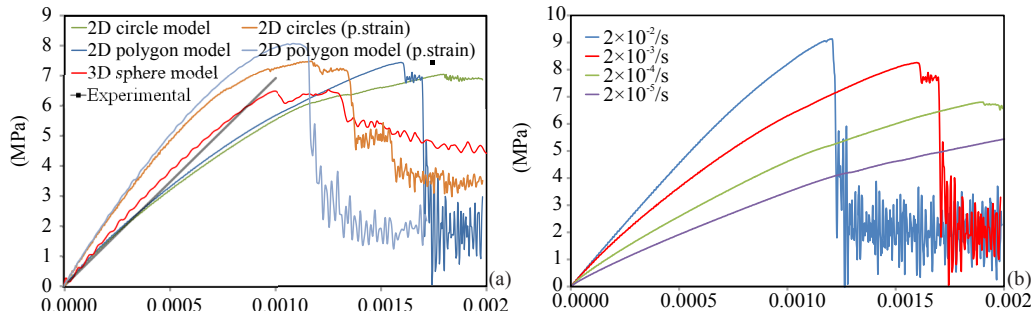 2D circle model 2D circles (p.strain)
2D polygon model 2D polygon model (p.strain)
3D sphere model
Experimental
(MPa)
9
8
7
6
5
4
3
2
1
0
0.0000 0.0005 0.0010 0.0015 0.002
(a)
2×10⁻²/s
2×10⁻³/s
2×10⁻⁴/s
2×10⁻⁵/s
(MPa)
10
9
8
7
6
5
4
3
2
1
0
0.0000 0.0005 0.0010 0.0015 0.002
(b)